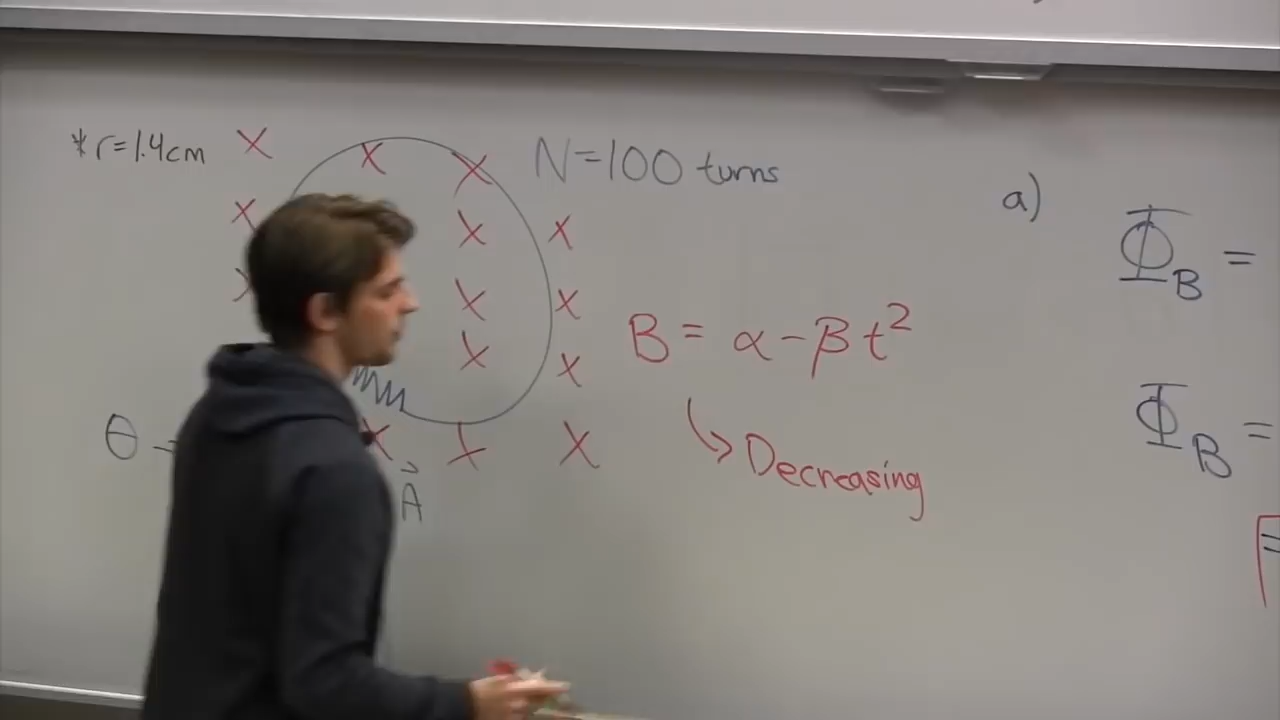 *r=1.4cm
N=100 turns
a)
Φ_B =
B = α-βt²
↳ Decreasing
Φ_B =
θ →
A⃗
=